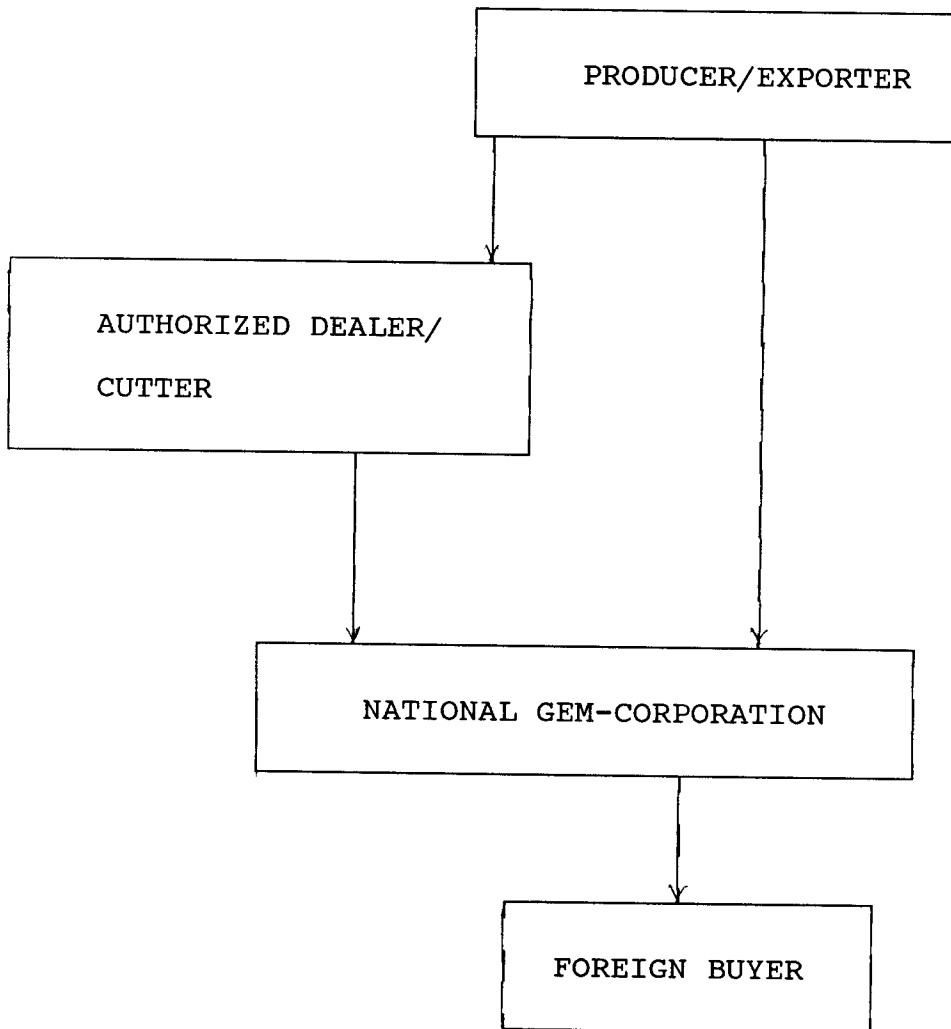 PRODUCER/EXPORTER
AUTHORIZED DEALER/
CUTTER
NATIONAL GEM-CORPORATION
FOREIGN BUYER